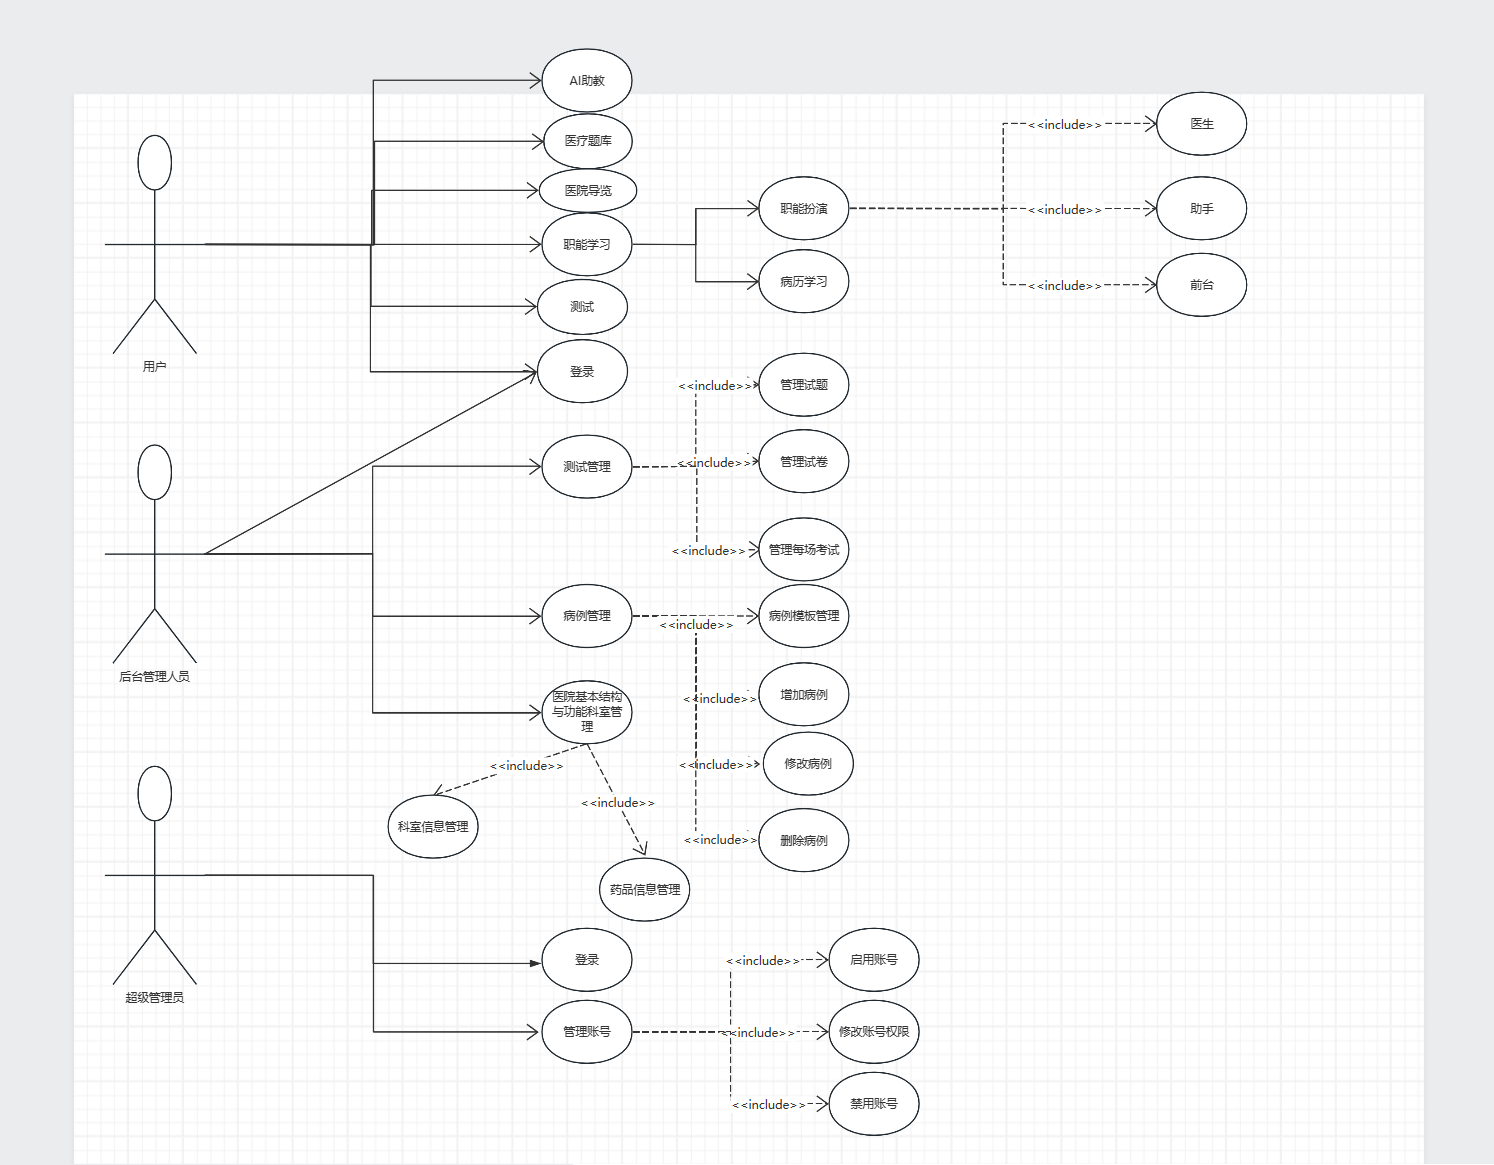 AI助教
医疗题库
医院导览
职能学习
测试
登录
用户
职能扮演
病历学习
<<include>>
医生
<<include>>
助手
<<include>>
前台
后台管理人员
测试管理
<<include>>
管理试题
<<include>>
管理试卷
<<include>>
管理每场考试
病例管理
<<include>>
病例模板管理
<<include>>
增加病例
<<include>>
修改病例
<<include>>
删除病例
医院基本结构
与功能科室管
理
<<include>>
科室信息管理
<<include>>
药品信息管理
超级管理员
登录
管理账号
<<include>>
启用账号
<<include>>
修改账号权限
<<include>>
禁用账号